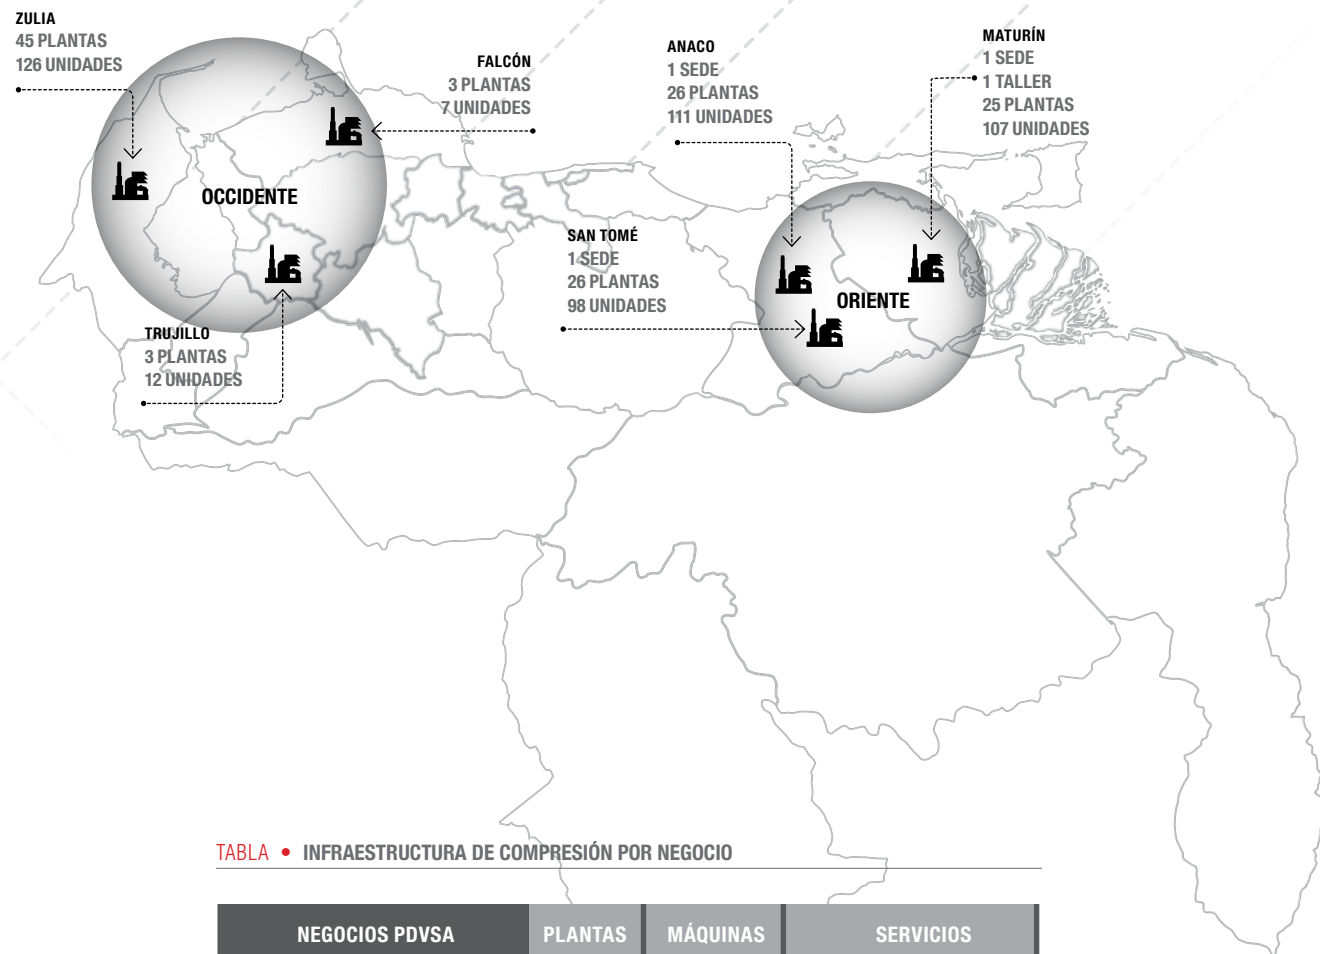 ZULIA
45 PLANTAS
126 UNIDADES
FALCÓN
3 PLANTAS
7 UNIDADES
ANACO
1 SEDE
26 PLANTAS
111 UNIDADES
MATURÍN
1 SEDE
1 TALLER
25 PLANTAS
107 UNIDADES
OCCIDENTE
SAN TOMÉ
1 SEDE
26 PLANTAS
98 UNIDADES
ORIENTE
TRUJILLO
3 PLANTAS
12 UNIDADES
TABLA • INFRAESTRUCTURA DE COMPRESIÓN POR NEGOCIO
NEGOCIOS PDVSA PLANTAS MÁQUINAS SERVICIOS